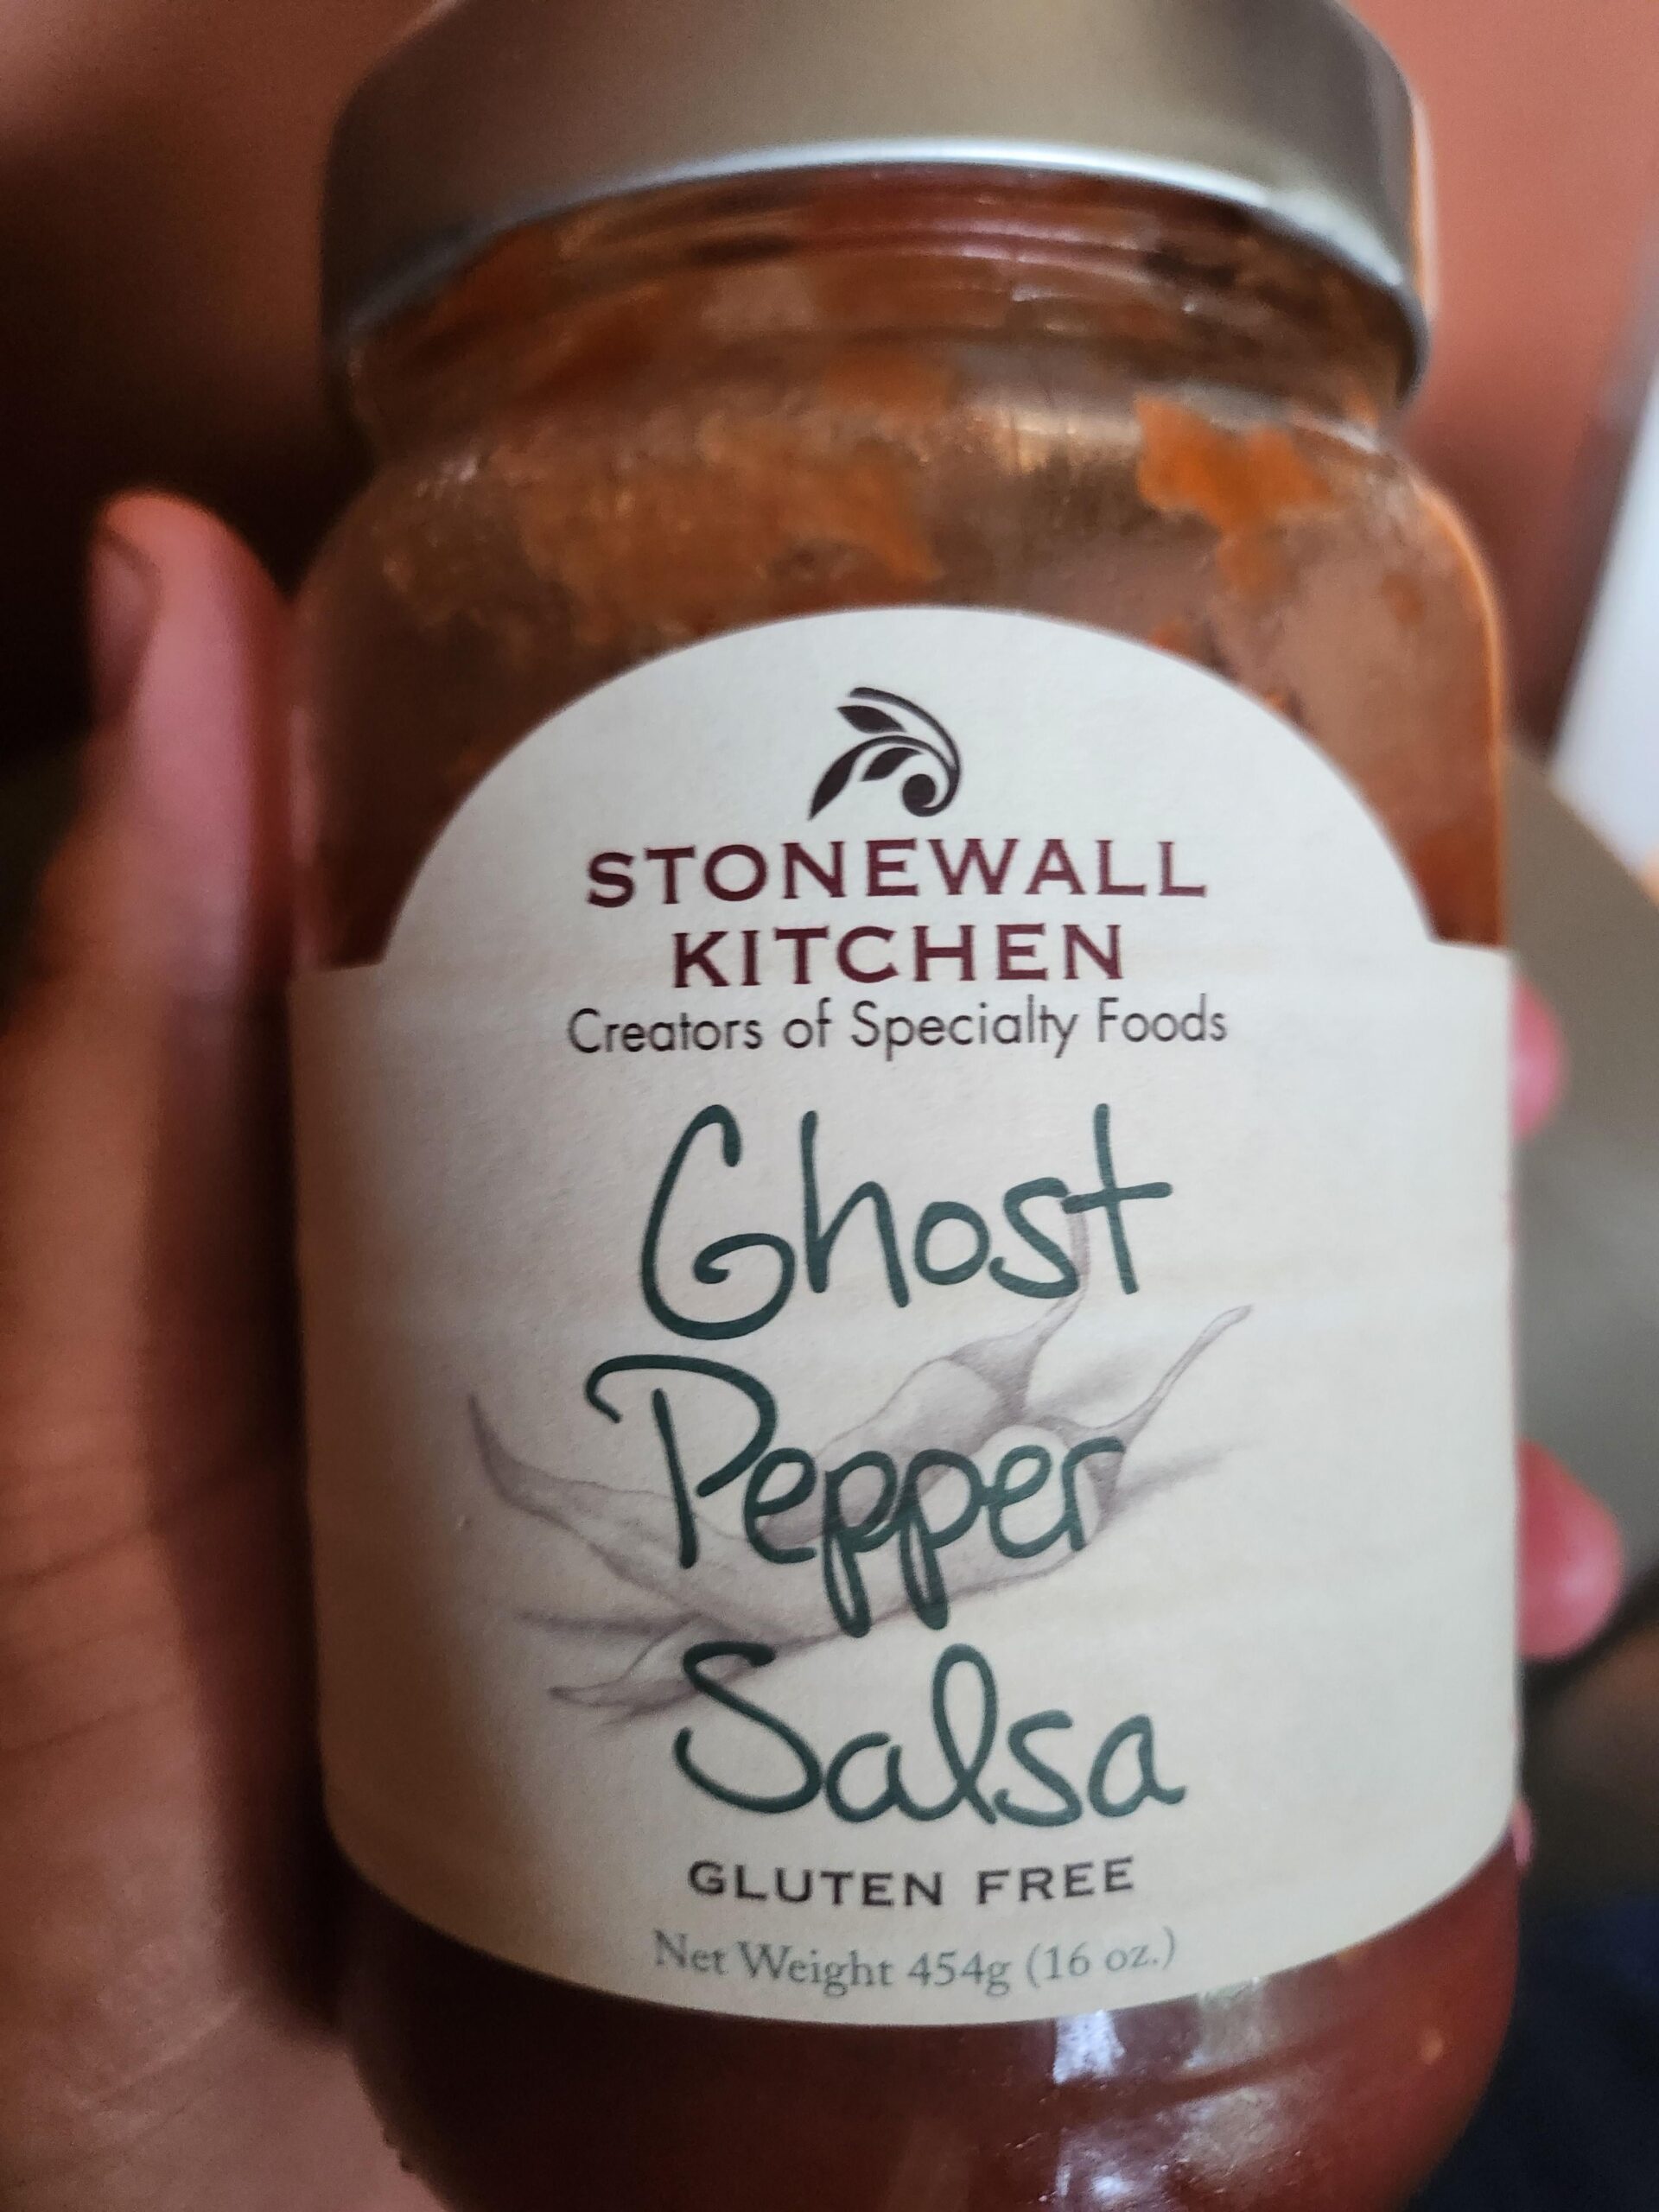 STONEWALL
KITCHEN
Creators of Specialty Foods
Ghost
Pepper
Salsa
GLUTEN FREE
Net Weight 454g (16 oz.)